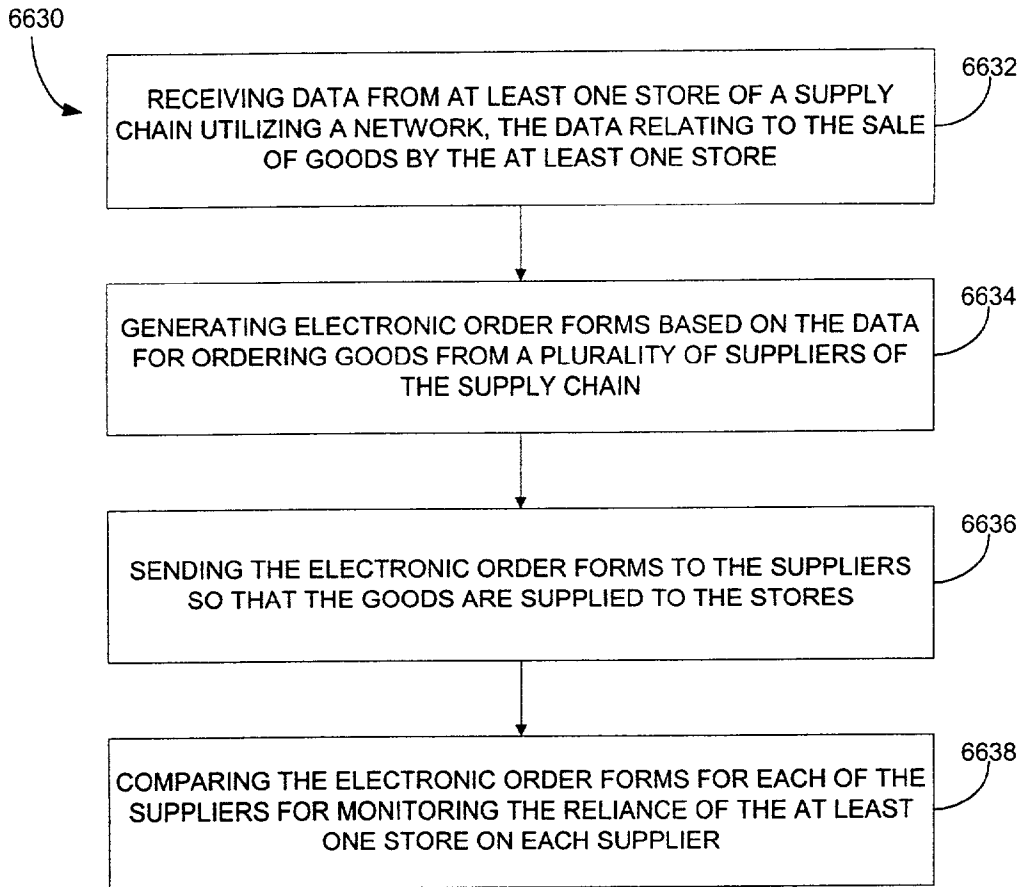 6630
6632
RECEIVING DATA FROM AT LEAST ONE STORE OF A SUPPLY
CHAIN UTILIZING A NETWORK, THE DATA RELATING TO THE SALE
OF GOODS BY THE AT LEAST ONE STORE
6634
GENERATING ELECTRONIC ORDER FORMS BASED ON THE DATA
FOR ORDERING GOODS FROM A PLURALITY OF SUPPLIERS OF
THE SUPPLY CHAIN
6636
SENDING THE ELECTRONIC ORDER FORMS TO THE SUPPLIERS
SO THAT THE GOODS ARE SUPPLIED TO THE STORES
6638
COMPARING THE ELECTRONIC ORDER FORMS FOR EACH OF THE
SUPPLIERS FOR MONITORING THE RELIANCE OF THE AT LEAST
ONE STORE ON EACH SUPPLIER